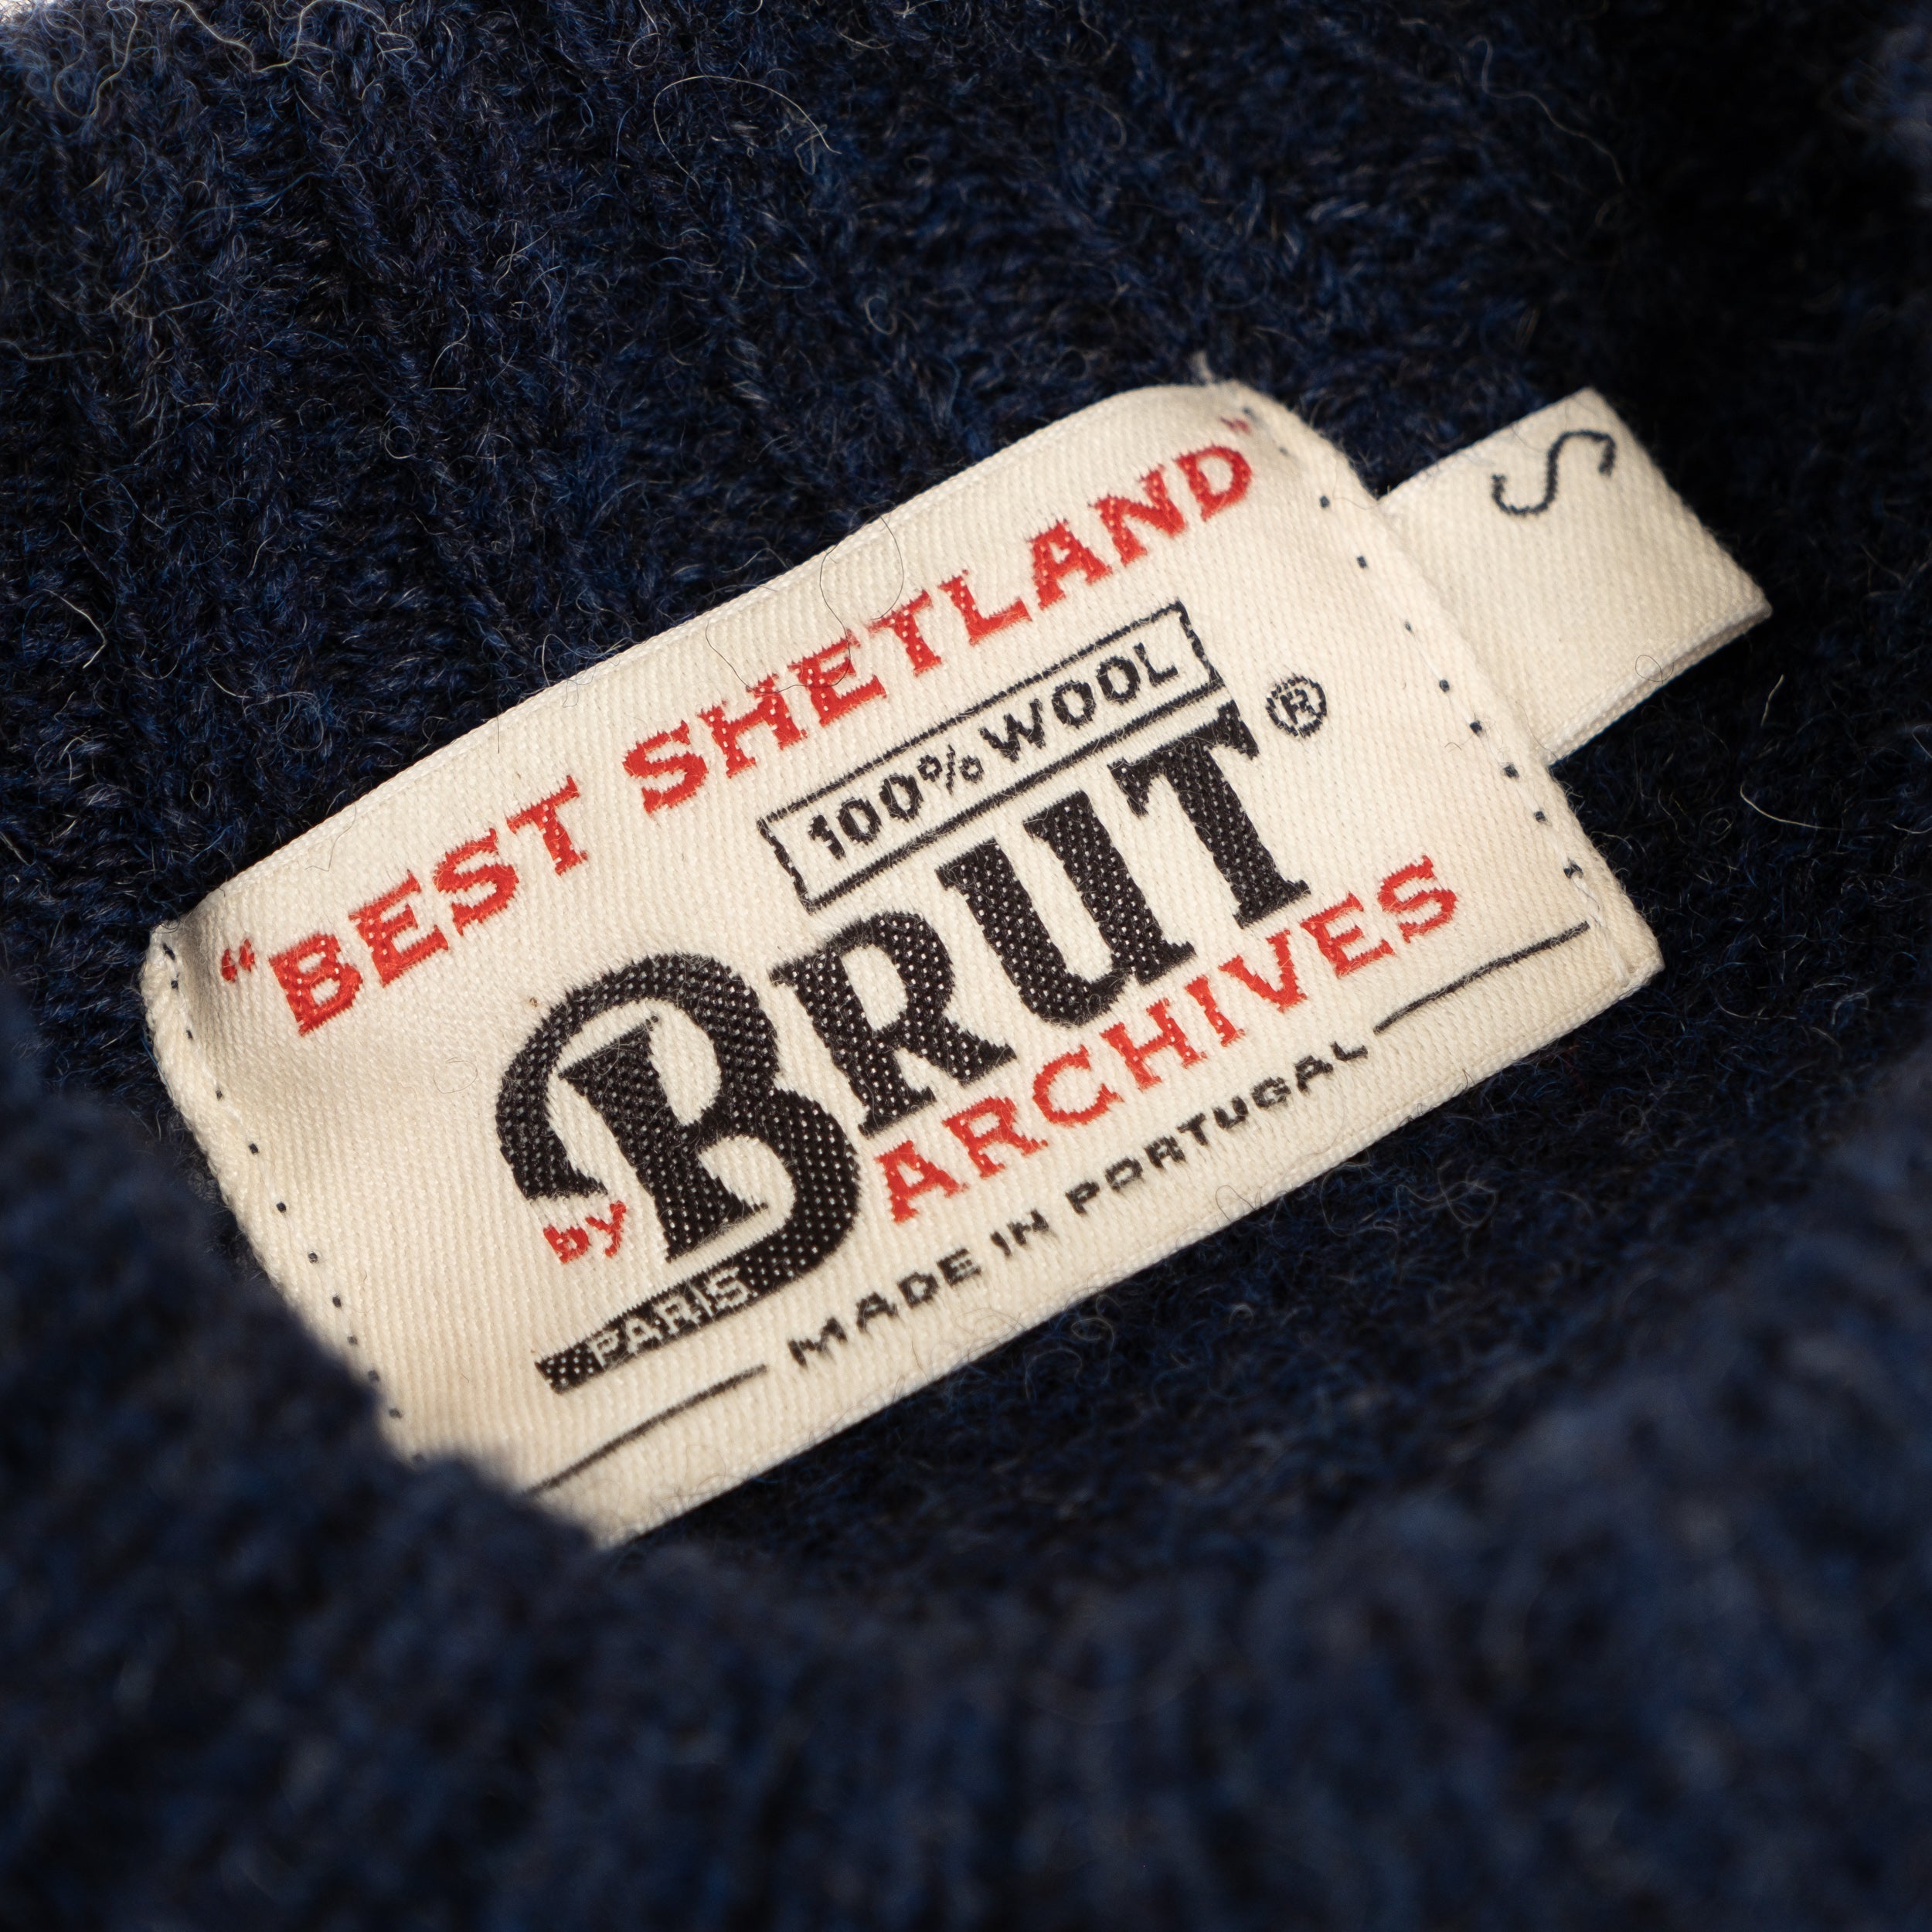 “BEST SHETLAND”
100% WOOL
BRUT®
by ARCHIVES
PARIS
MADE IN PORTUGAL
S